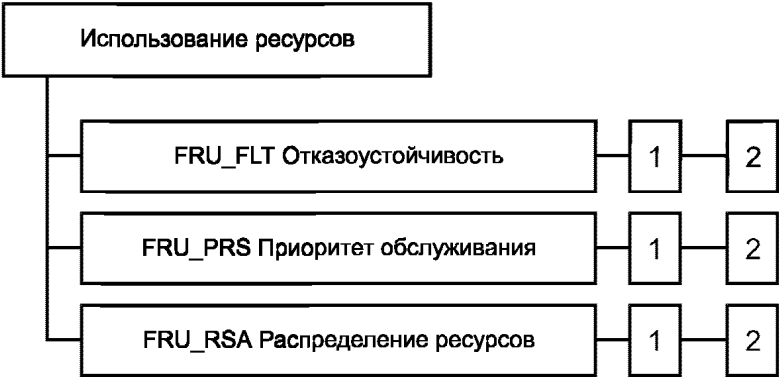 Использование ресурсов
FRU_FLT Отказоустойчивость 1 2
FRU_PRS Приоритет обслуживания 1 2
FRU_RSA Распределение ресурсов 1 2